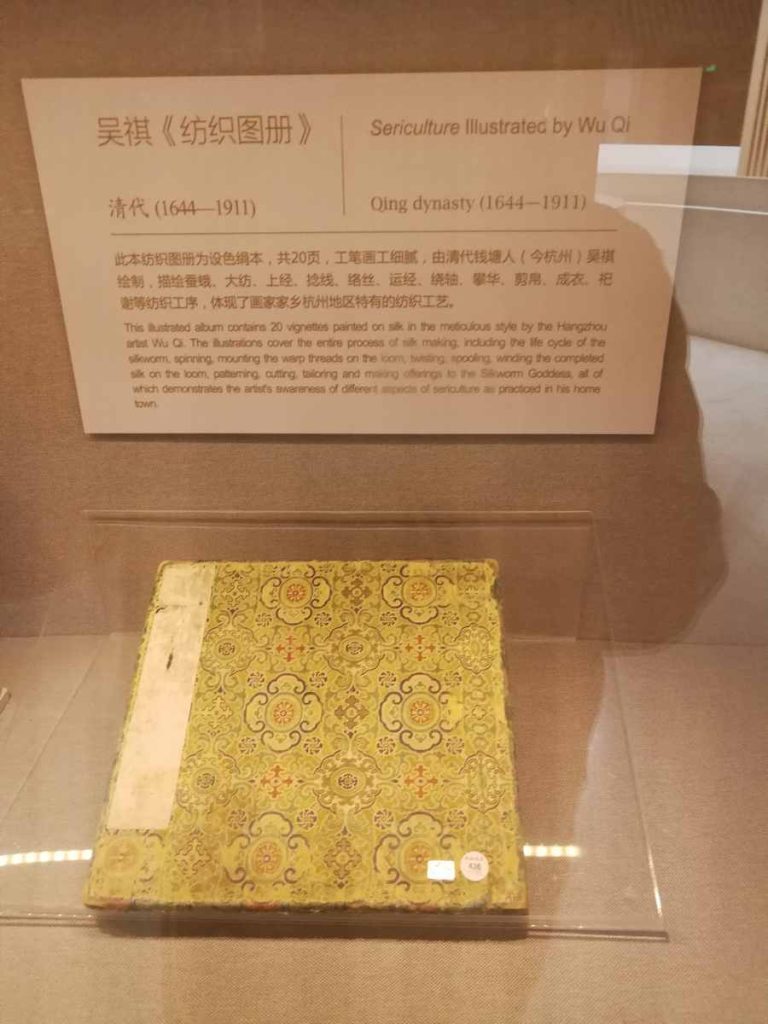 吴祺《纺织图册》
Sericulture Illustrated by Wu Qi
清代 (1644—1911)
Qing dynasty (1644—1911)
此本纺织图册为设色绢本，共20页，工笔画工细腻，由清代钱塘人（今杭州）吴祺
绘制，描绘蚕蛾、大纺、上经、捻线、络丝、运经、绕轴、攀华、剪帛、成衣、祀
谢等纺织工序，体现了画家家乡杭州地区特有的纺织工艺。
This illustrated album contains 20 vignettes painted on silk in the meticulous style by the Hangzhou
artist Wu Qi. The illustrations cover the entire process of silk making, including the life cycle of the
silkworm, spinning, mounting the warp threads on the loom, twisting, spooling, winding the completed
silk on the loom, patterning, cutting, tailoring and making offerings to the Silkworm Goddess, all of
which demonstrates the artist's awareness of different aspects of sericulture as practiced in his home
town.
436